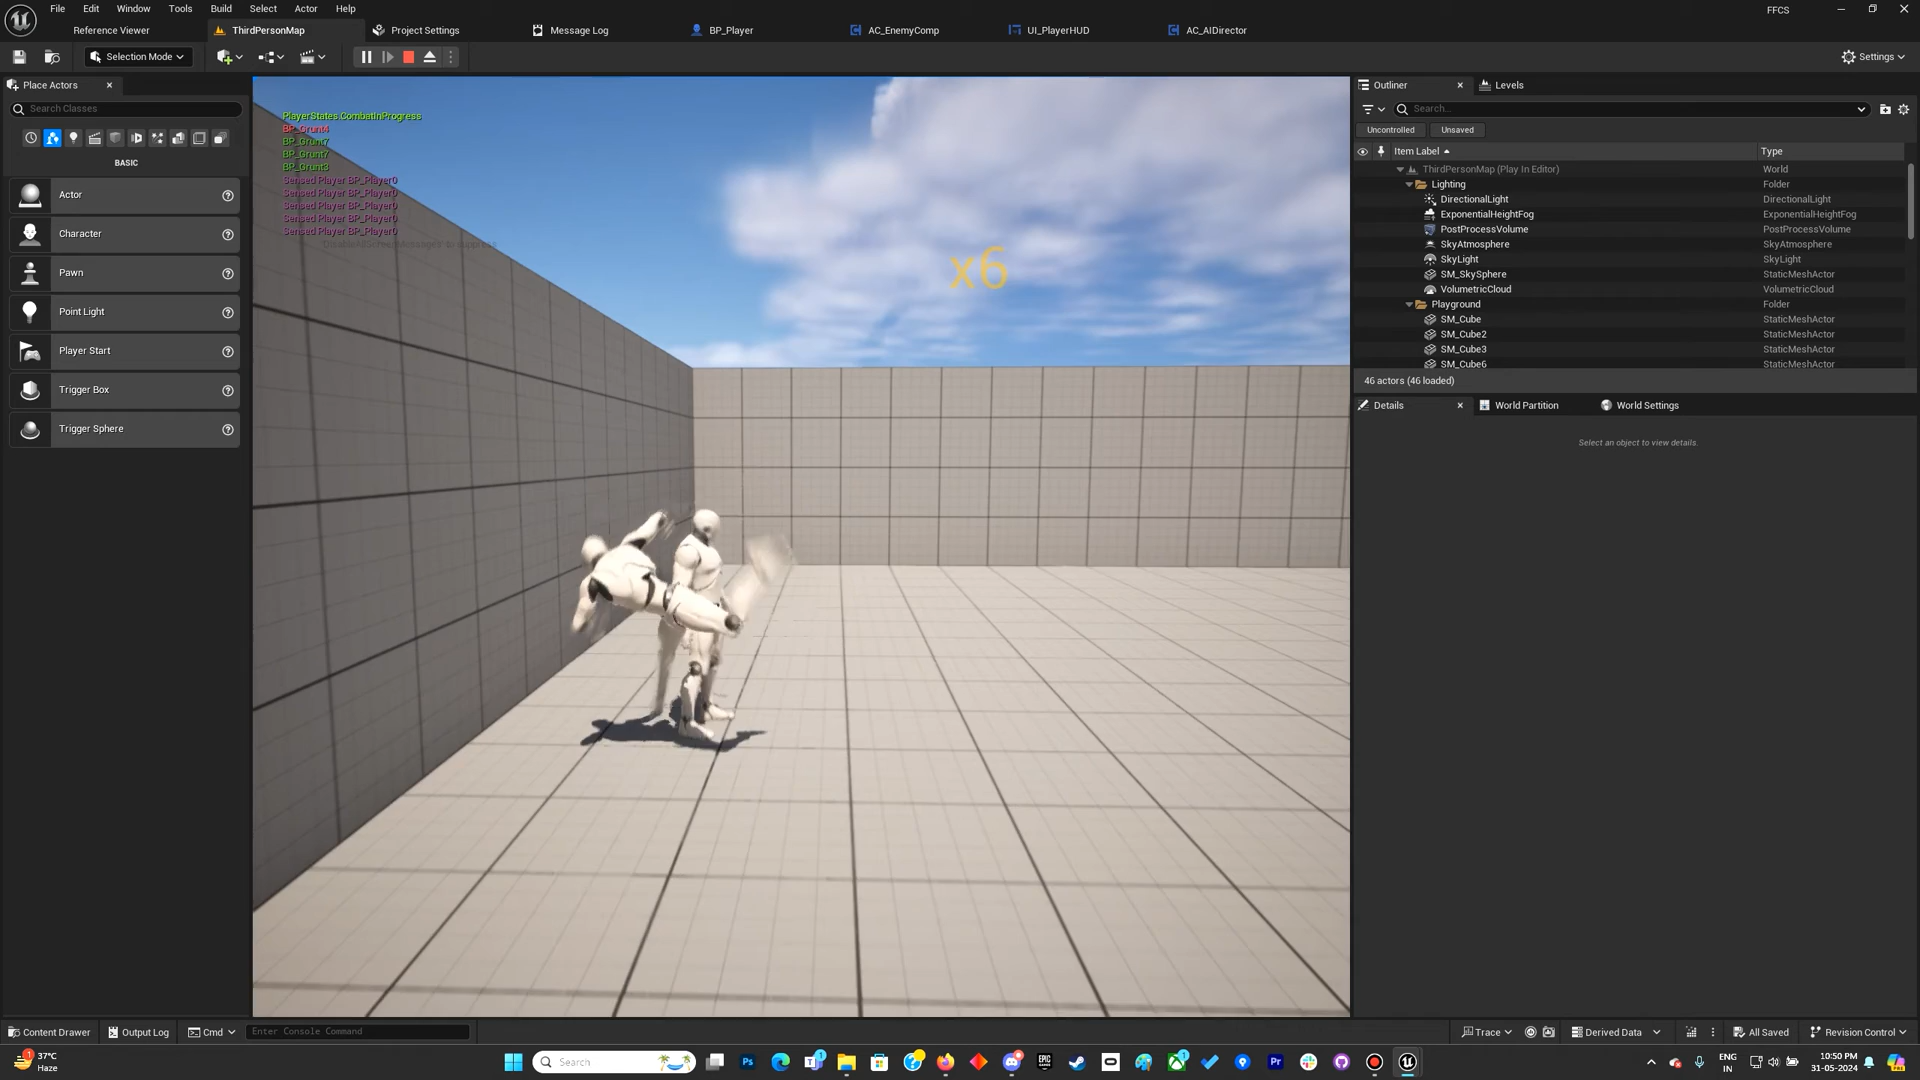 File Edit Window Tools Build Select Actor Help
FFCS
Reference Viewer
ThirdPersonMap
Project Settings
Message Log
BP_Player
AC_EnemyComp
UI_PlayerHUD
AC_AIDirector
Selection Mode
Settings
Place Actors
Search Classes
BASIC
Actor
Character
Pawn
Point Light
Player Start
Trigger Box
Trigger Sphere
PlayerStates.CombatInProgress
BP_Grunt4
BP_Grunt7
BP_Grunt7
BP_Grunt3
Sensed Player BP_Player0
Sensed Player BP_Player0
Sensed Player BP_Player0
Sensed Player BP_Player0
Sensed Player BP_Player0
x6
Outliner
Levels
Search...
Uncontrolled
Unsaved
Item Label Type
ThirdPersonMap (Play In Editor) World
Lighting Folder
DirectionalLight DirectionalLight
ExponentialHeightFog ExponentialHeightFog
PostProcessVolume PostProcessVolume
SkyAtmosphere SkyAtmosphere
SkyLight SkyLight
SM_SkySphere StaticMeshActor
VolumetricCloud VolumetricCloud
Playground Folder
SM_Cube StaticMeshActor
SM_Cube2 StaticMeshActor
SM_Cube3 StaticMeshActor
SM_Cube6 StaticMeshActor
46 actors (46 loaded)
Details
World Partition
World Settings
Select an object to view details.
Content Drawer
Output Log
Cmd
Enter Console Command
Trace
Derived Data
All Saved
Revision Control
37°C
Haze
Search
ENG
IN
10:50 PM
31-05-2024